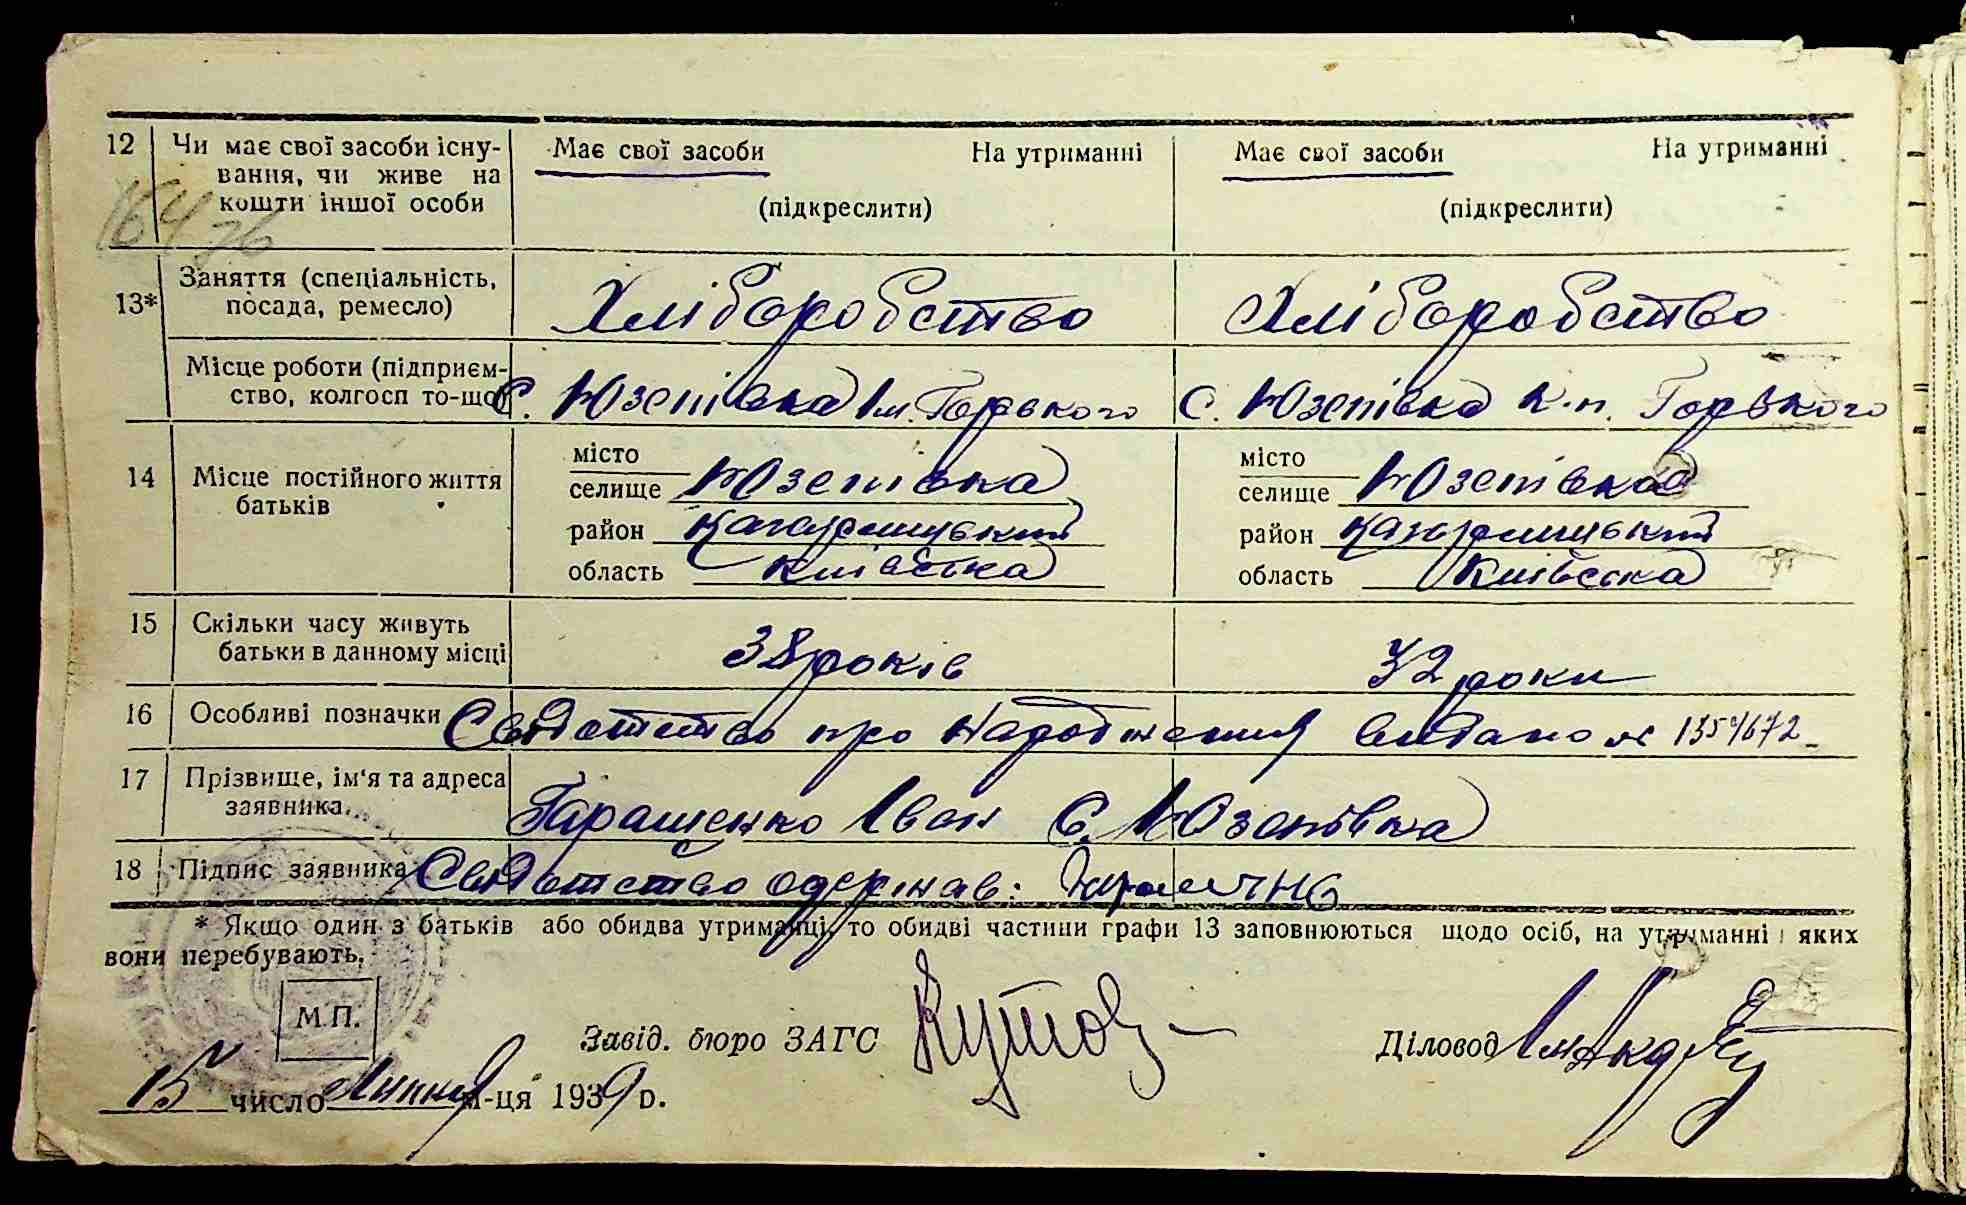 12 Чи має свої засоби існу- Має свої засоби На утриманні Має свої засоби На утриманні
вання, чи живе на
кошти іншої особи (підкреслити) (підкреслити)
164
Заняття (спеціальність,
13* посада, ремесло) Хліборобство Хліборобство
Місце роботи (підприєм-
ство, колгосп то-що) С. Юзепівка Ім. Горького С. Юзепівка к.п. Горького
місто місто
14 Місце постійного життя селище Юзепівка селище Юзепівка
батьків район Кагарлицький район Кагарлицький
область Київська область Київська
15 Скільки часу живуть
батьки в данному місці 38 років 32 роки
16 Особливі позначки Свідотство про народження видано №
17 Прізвище, ім'я та адреса
заявника Гаращенко Іван С. Юзепівка
18 Підпис заявника Свідотство одержав:
* Якщо один з батьків або обидва утриманці, то обидві частини графи 13 заповнюються щодо осіб, на утриманні яких
вони перебувають.
М.П.
Завід. бюро ЗАГС Діловод
15 число Липня м-ця 1939 р.